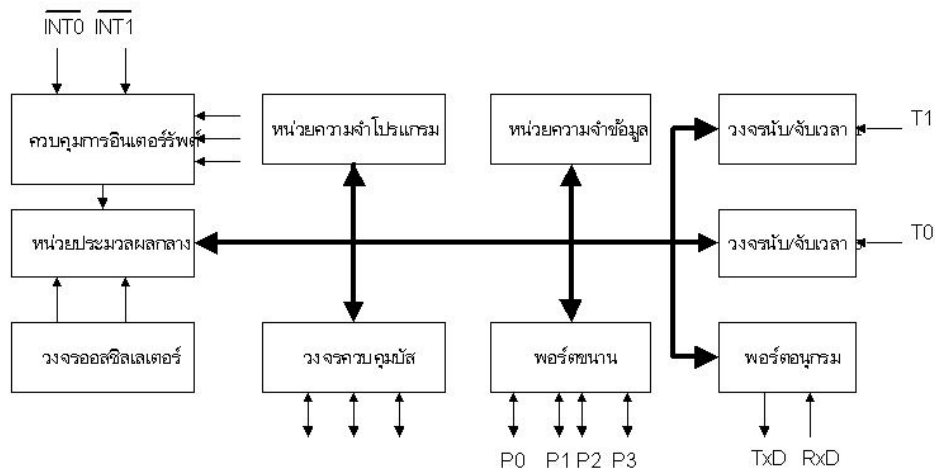 INT0 INT1
ควบคุมการอินเตอร์รัพต์
หน่วยความจำโปรแกรม
หน่วยความจำข้อมูล
วงจรนับ/จับเวลา
T1
หน่วยประมวลผลกลาง
วงจรนับ/จับเวลา
T0
วงจรออสซิลเลเตอร์
วงจรควบคุมบัส
พอร์ตขนาน
พอร์ตอนุกรม
P0 P1 P2 P3
TxD RxD